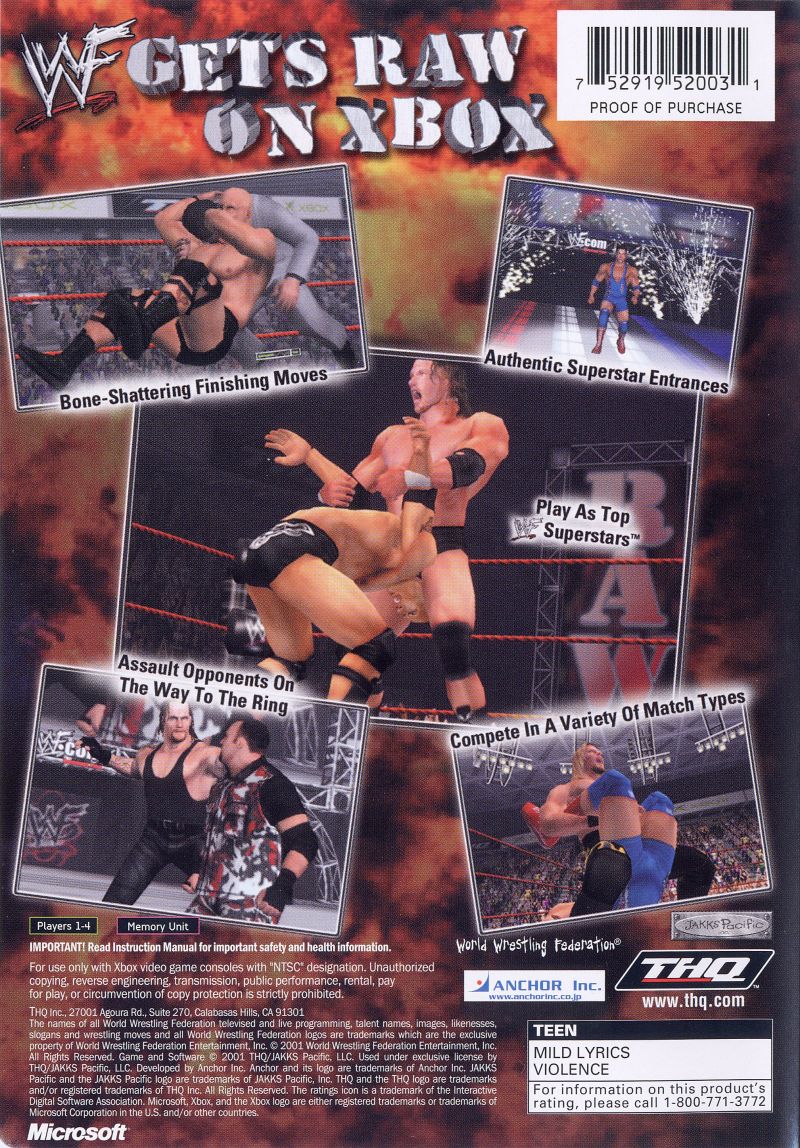 WF GETS RAW
ON XBOX
7 52919 52003 1
PROOF OF PURCHASE
XBOX
Bone-Shattering Finishing Moves
WF.com
Authentic Superstar Entrances
Play As Top
WF Superstars™
RAW
Assault Opponents On
The Way To The Ring
Compete In A Variety Of Match Types
Players 1-4
Memory Unit
IMPORTANT! Read Instruction Manual for important safety and health information.
For use only with Xbox video game consoles with "NTSC" designation. Unauthorized
copying, reverse engineering, transmission, public performance, rental, pay
for play, or circumvention of copy protection is strictly prohibited.
THQ Inc., 27001 Agoura Rd., Suite 270, Calabasas Hills, CA 91301
The names of all World Wrestling Federation televised and live programming, talent names, images, likenesses,
slogans and wrestling moves and all World Wrestling Federation logos are trademarks which are the exclusive
property of World Wrestling Federation Entertainment, Inc. © 2001 World Wrestling Federation Entertainment, Inc.
All Rights Reserved. Game and Software © 2001 THQ/JAKKS Pacific, LLC. Used under exclusive license by
THQ/JAKKS Pacific, LLC. Developed by Anchor Inc. Anchor and its logo are trademarks of Anchor Inc. JAKKS
Pacific and the JAKKS Pacific logo are trademarks of JAKKS Pacific, Inc. THQ and the THQ logo are trademarks
and/or registered trademarks of THQ Inc. All Rights Reserved. The ratings icon is a trademark of the Interactive
Digital Software Association. Microsoft, Xbox, and the Xbox logo are either registered trademarks or trademarks of
Microsoft Corporation in the U.S. and/or other countries.
Microsoft
World Wrestling Federation®
JAKKS Pacific
ANCHOR Inc.
www.anchorinc.co.jp
THQ™
www.thq.com
TEEN
MILD LYRICS
VIOLENCE
For information on this product's
rating, please call 1-800-771-3772